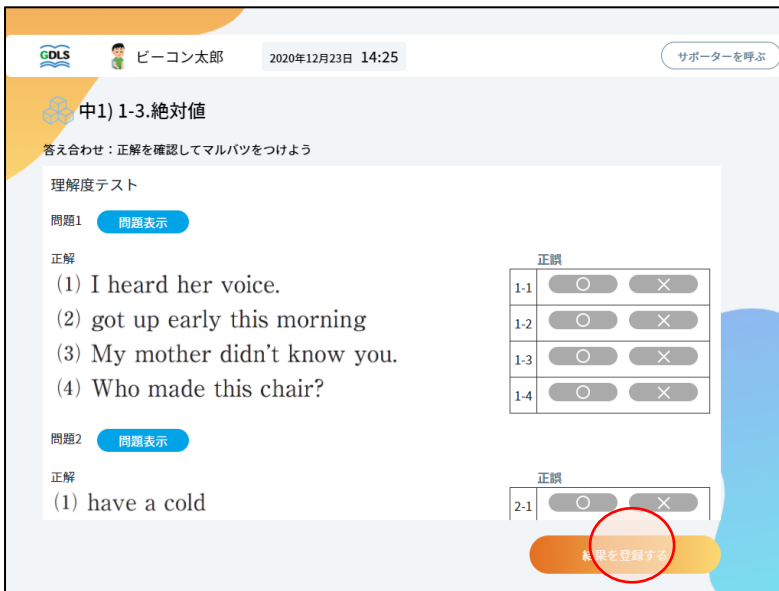 GDLS ビーコン太郎 2020年12月23日 14:25 サポーターを呼ぶ
中1) 1-3.絶対値
答え合わせ：正解を確認してマルバツをつけよう
理解度テスト
問題1 問題表示
正解 正誤
(1) I heard her voice.
1-1 ○ ×
(2) got up early this morning
1-2 ○ ×
(3) My mother didn't know you.
1-3 ○ ×
(4) Who made this chair?
1-4 ○ ×
問題2 問題表示
正解 正誤
(1) have a cold
2-1 ○ ×
結果を登録する